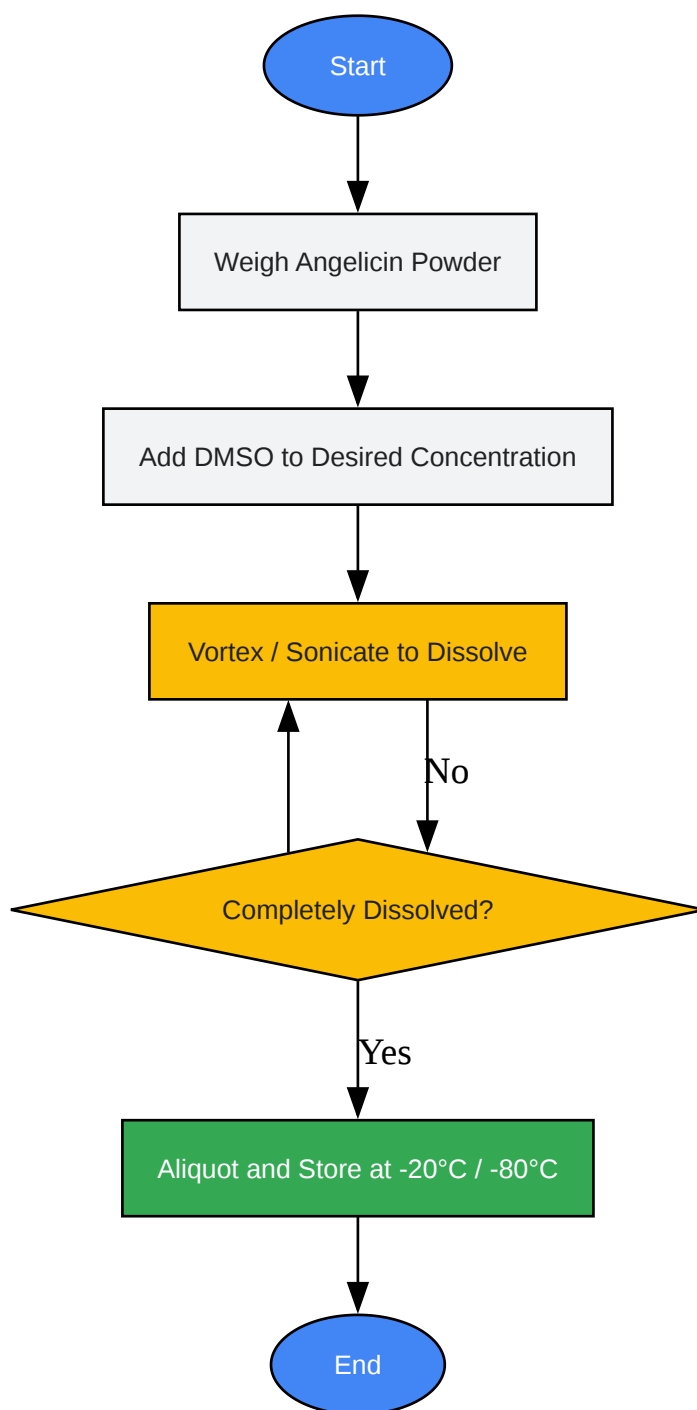 Start
Weigh Angelicin Powder
Add DMSO to Desired Concentration
Vortex / Sonicate to Dissolve
No
Completely Dissolved?
Yes
Aliquot and Store at -20°C / -80°C
End